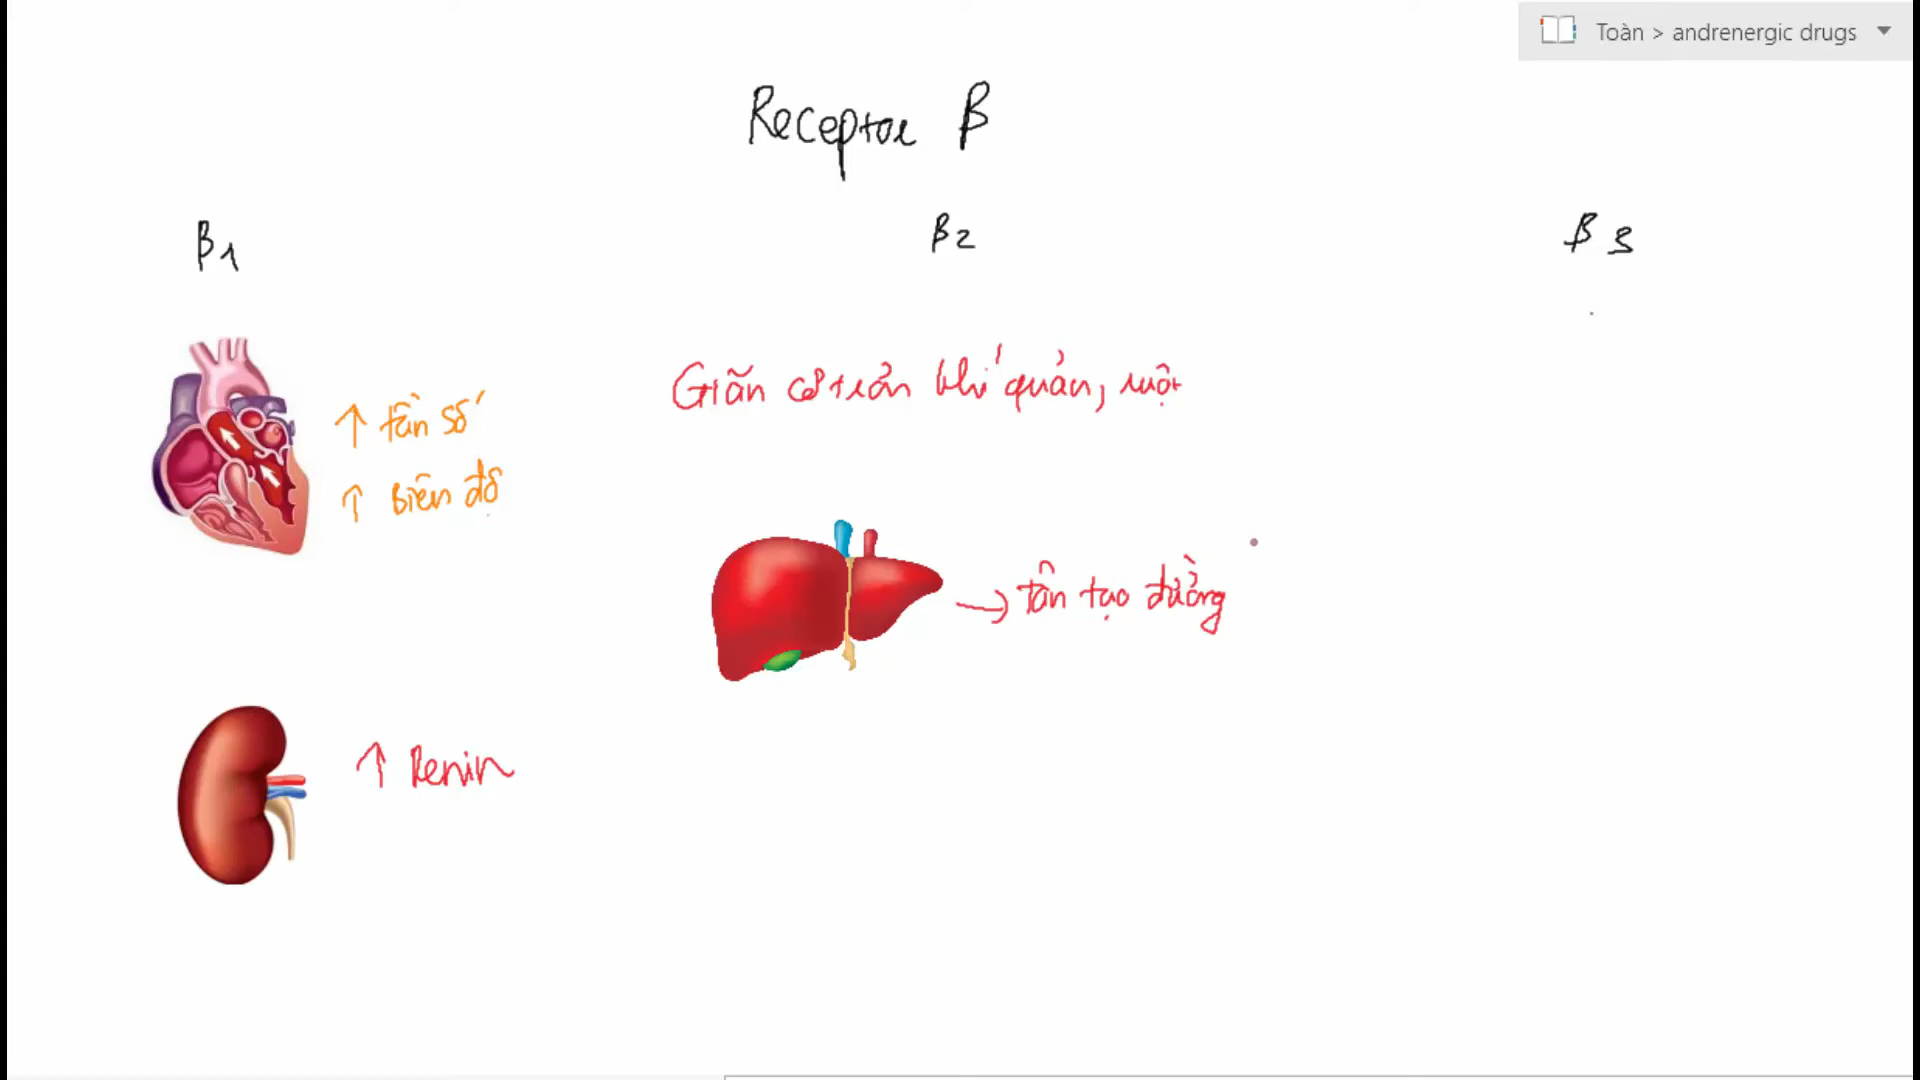 Toàn > andrenergic drugs
Receptor β
β1
β2
β3
Giãn cơ trơn khí quản, ruột
↑ tần số
↑ Biên độ
→ Tân tạo đường
↑ Renin